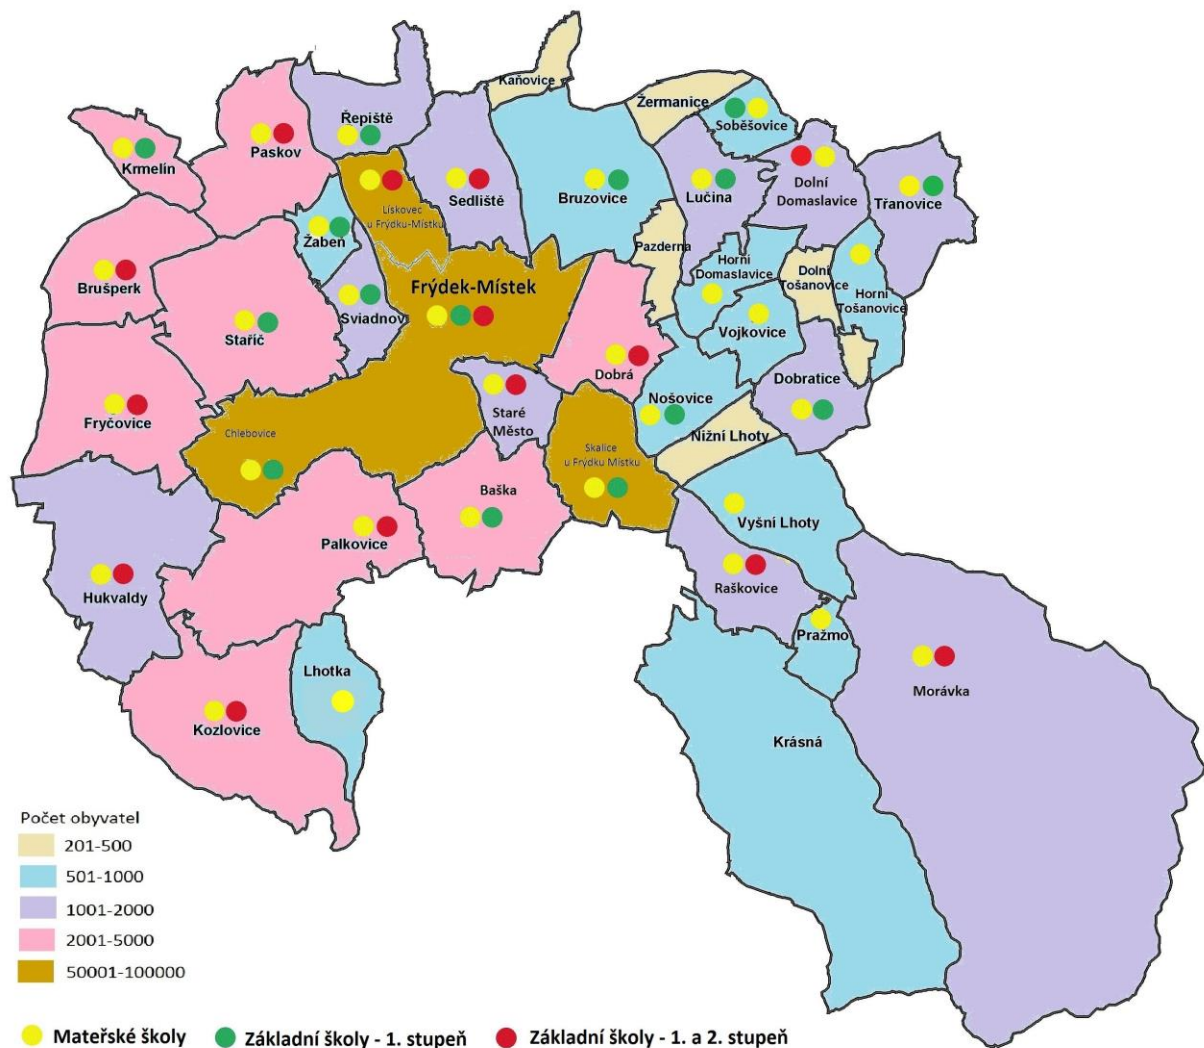 Kaňovice
Žermanice
Řepiště
Soběšovice
Paskov
Krmelín
Sedliště
Bruzovice
Lučina
Dolní
Domaslavice
Třanovice
Lískovec
u Frýdku-Místku
Žabeň
Pazderna
Horní
Domaslavice
Dolní
Tošanovice
Horní
Tošanovice
Brušperk
Frýdek-Místek
Sviadnov
Staříč
Vojkovice
Dobrá
Dobratice
Nošovice
Fryčovice
Staré
Město
Chlebovice
Nižní Lhoty
Skalice
u Frýdku Místku
Baška
Vyšní Lhoty
Palkovice
Raškovice
Hukvaldy
Pražmo
Lhotka
Morávka
Kozlovice
Krásná
Počet obyvatel
201-500
501-1000
1001-2000
2001-5000
50001-100000
Mateřské školy
Základní školy - 1. stupeň
Základní školy - 1. a 2. stupeň